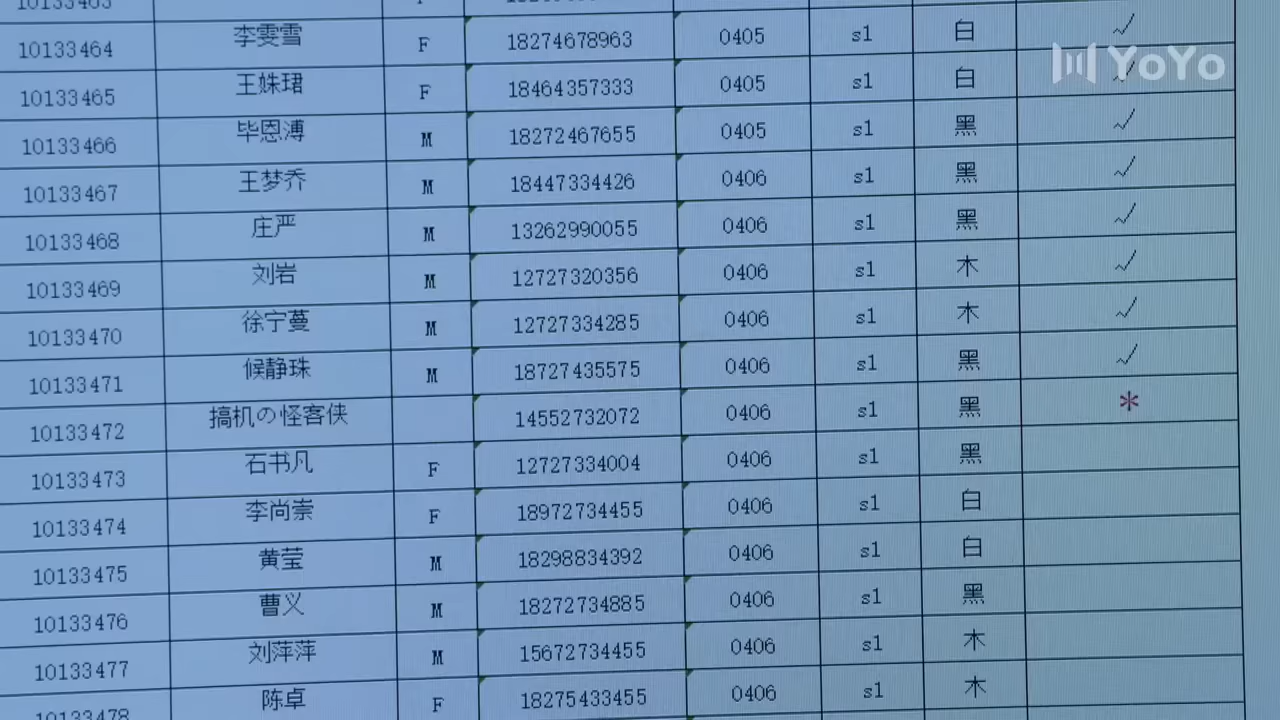 10133464 李雯雪 F 18274678963 0405 s1 白 ✓
YOYO
10133465 王姝珺 F 18464357333 0405 s1 白 ✓
10133466 毕恩溥 M 18272467655 0405 s1 黑 ✓
10133467 王梦乔 M 18447334426 0406 s1 黑 ✓
10133468 庄严 M 13262990055 0406 s1 黑 ✓
10133469 刘岩 M 12727320356 0406 s1 木 ✓
10133470 徐宁蔓 M 12727334285 0406 s1 木 ✓
10133471 候静珠 M 18727435575 0406 s1 黑 ✓
10133472 搞机の怪客侠 14552732072 0406 s1 黑 *
10133473 石书凡 F 12727334004 0406 s1 黑
10133474 李尚崇 F 18972734455 0406 s1 白
10133475 黄莹 M 18298834392 0406 s1 白
10133476 曹义 M 18272734885 0406 s1 黑
10133477 刘萍萍 M 15672734455 0406 s1 木
10133478 陈卓 F 18275433455 0406 s1 木